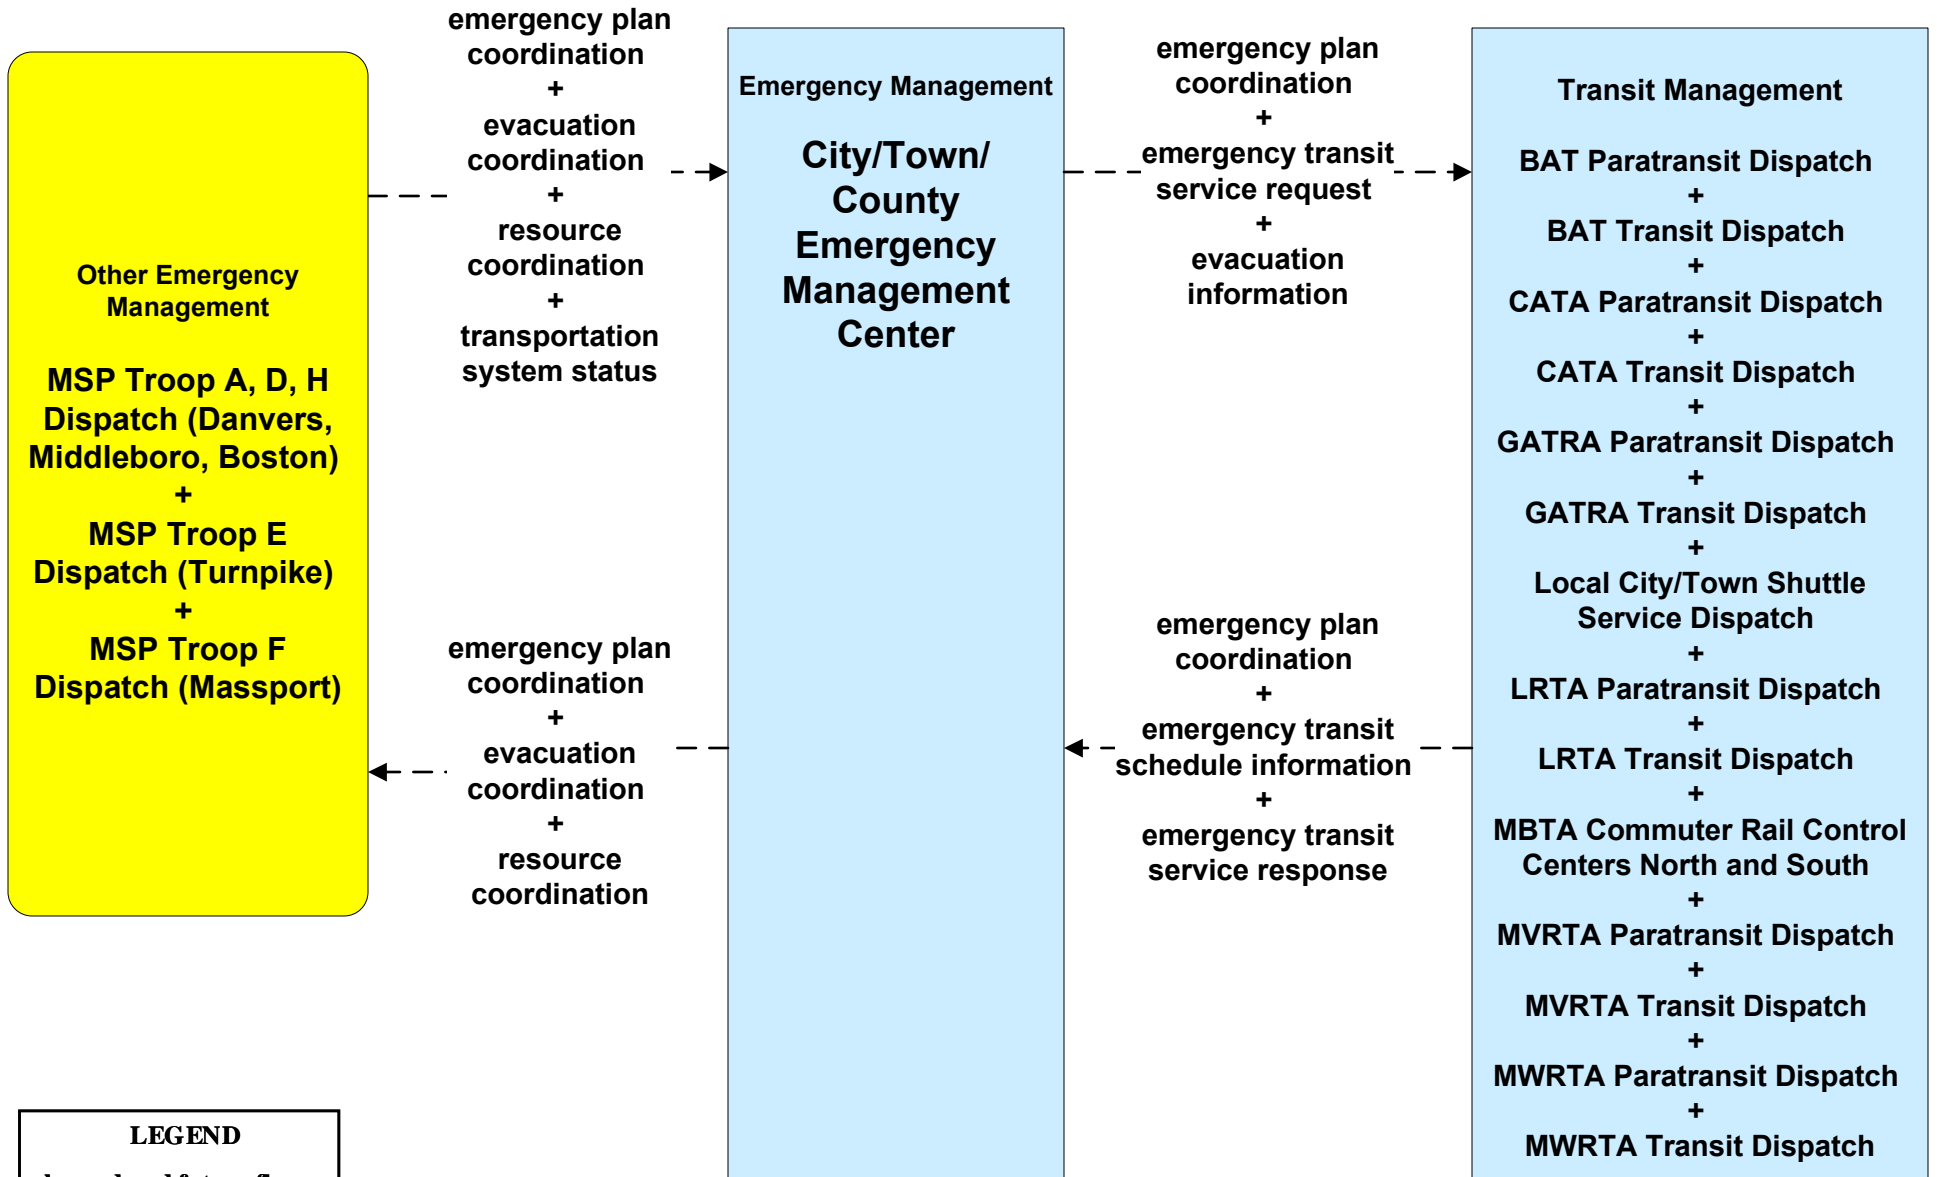 Other Emergency
Management
MSP Troop A, D, H
Dispatch (Danvers,
Middleboro, Boston)
+
MSP Troop E
Dispatch (Turnpike)
+
MSP Troop F
Dispatch (Massport)
emergency plan
coordination
+
evacuation
coordination
+
resource
coordination
+
transportation
system status
emergency plan
coordination
+
evacuation
coordination
+
resource
coordination
Emergency Management
City/Town/
County
Emergency
Management
Center
emergency plan
coordination
+
emergency transit
service request
+
evacuation
information
emergency plan
coordination
+
emergency transit
schedule information
+
emergency transit
service response
Transit Management
BAT Paratransit Dispatch
+
BAT Transit Dispatch
+
CATA Paratransit Dispatch
+
CATA Transit Dispatch
+
GATRA Paratransit Dispatch
+
GATRA Transit Dispatch
+
Local City/Town Shuttle
Service Dispatch
+
LRTA Paratransit Dispatch
+
LRTA Transit Dispatch
+
MBTA Commuter Rail Control
Centers North and South
+
MVRTA Paratransit Dispatch
+
MVRTA Transit Dispatch
+
MWRTA Paratransit Dispatch
+
MWRTA Transit Dispatch
LEGEND